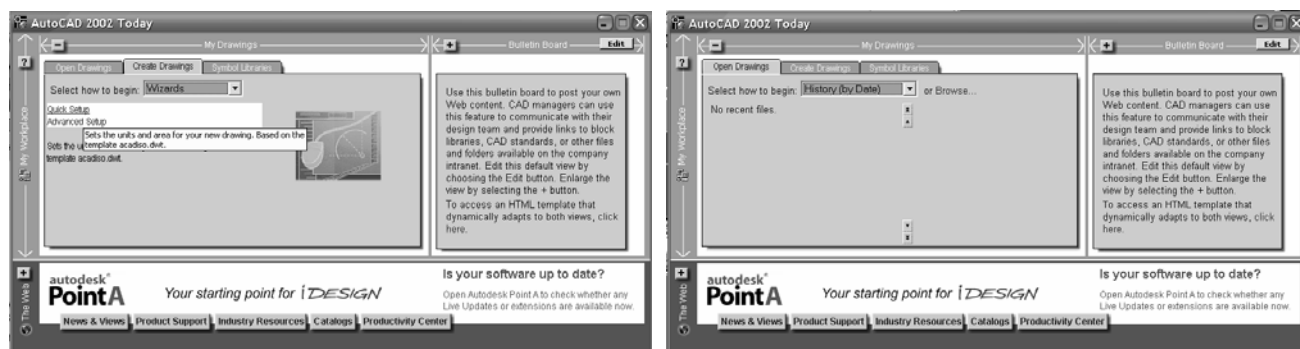 AutoCAD 2002 Today
My Drawings
Bulletin Board
Edit
Open Drawings
Create Drawings
Symbol Libraries
Select how to begin: Wizards
Quick Setup
Advanced Setup
Sets the units and area for your new drawing. Based on the
template acadiso.dwt.
Sets the u
template acadiso.dwt.
My Workplace
Use this bulletin board to post your own
Web content. CAD managers can use
this feature to communicate with their
design team and provide links to block
libraries, CAD standards, or other files
and folders available on the company
intranet. Edit this default view by
choosing the Edit button. Enlarge the
view by selecting the + button.
To access an HTML template that
dynamically adapts to both views, click
here.
The Web
autodesk®
Point A
Your starting point for iDESIGN
Is your software up to date?
Open Autodesk Point A to check whether any
Live Updates or extensions are available now.
News & Views
Product Support
Industry Resources
Catalogs
Productivity Center
AutoCAD 2002 Today
My Drawings
Bulletin Board
Edit
Open Drawings
Create Drawings
Symbol Libraries
Select how to begin: History (by Date) or Browse...
No recent files.
My Workplace
Use this bulletin board to post your own
Web content. CAD managers can use
this feature to communicate with their
design team and provide links to block
libraries, CAD standards, or other files
and folders available on the company
intranet. Edit this default view by
choosing the Edit button. Enlarge the
view by selecting the + button.
To access an HTML template that
dynamically adapts to both views, click
here.
The Web
autodesk®
Point A
Your starting point for iDESIGN
Is your software up to date?
Open Autodesk Point A to check whether any
Live Updates or extensions are available now.
News & Views
Product Support
Industry Resources
Catalogs
Productivity Center